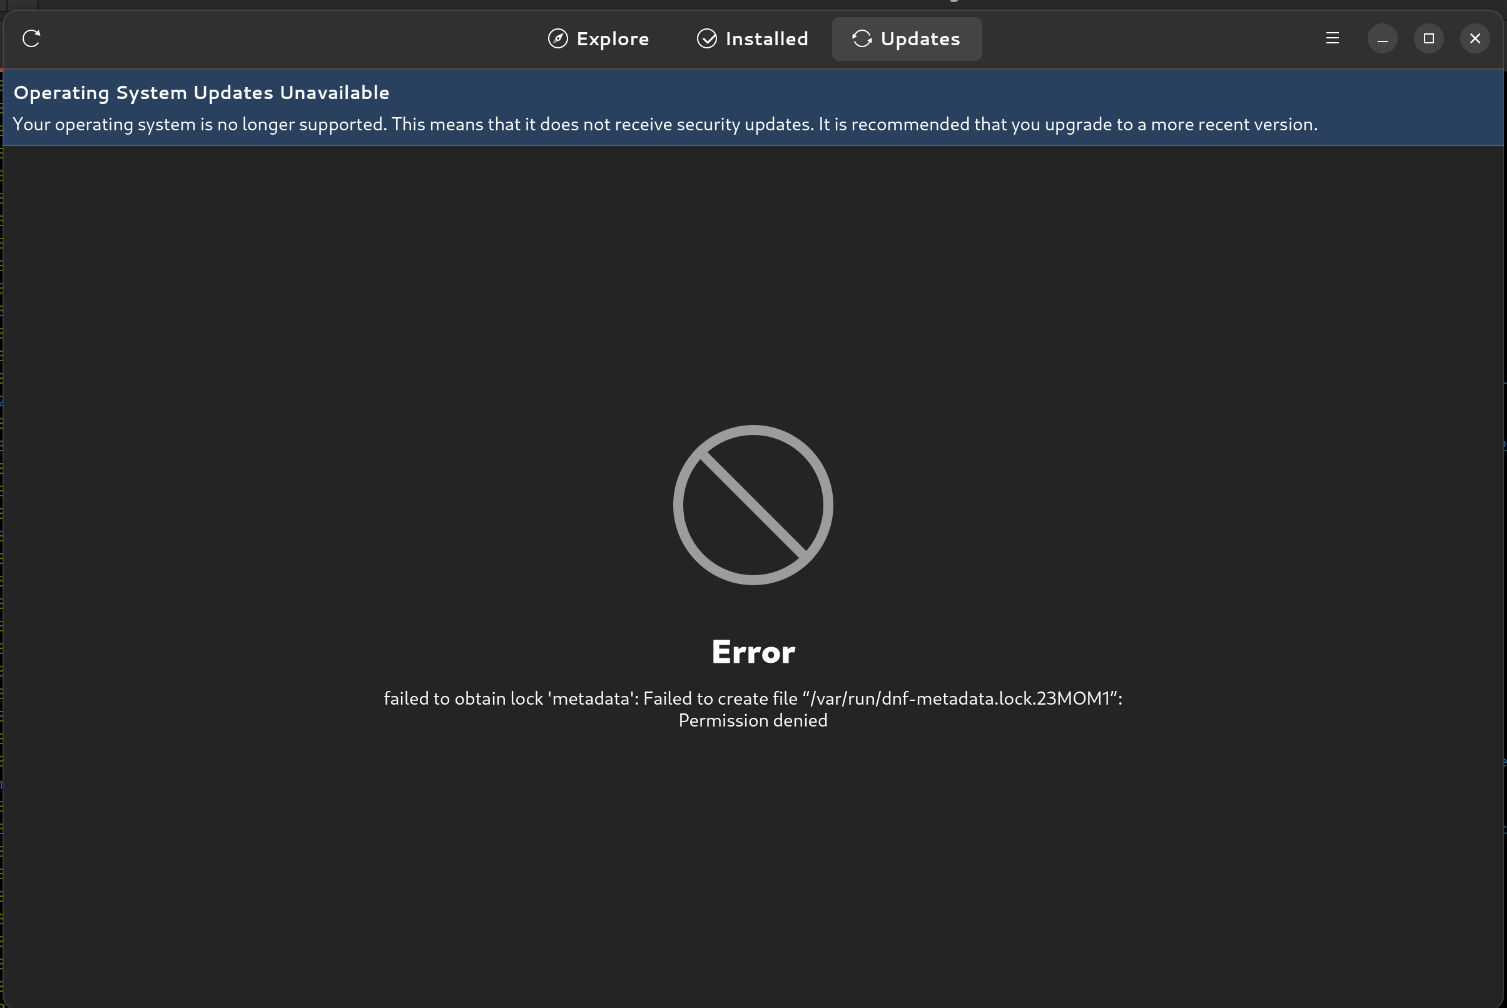 Explore
Installed
Updates
Operating System Updates Unavailable
Your operating system is no longer supported. This means that it does not receive security updates. It is recommended that you upgrade to a more recent version.
Error
failed to obtain lock 'metadata': Failed to create file “/var/run/dnf-metadata.lock.23MOM1”:
Permission denied